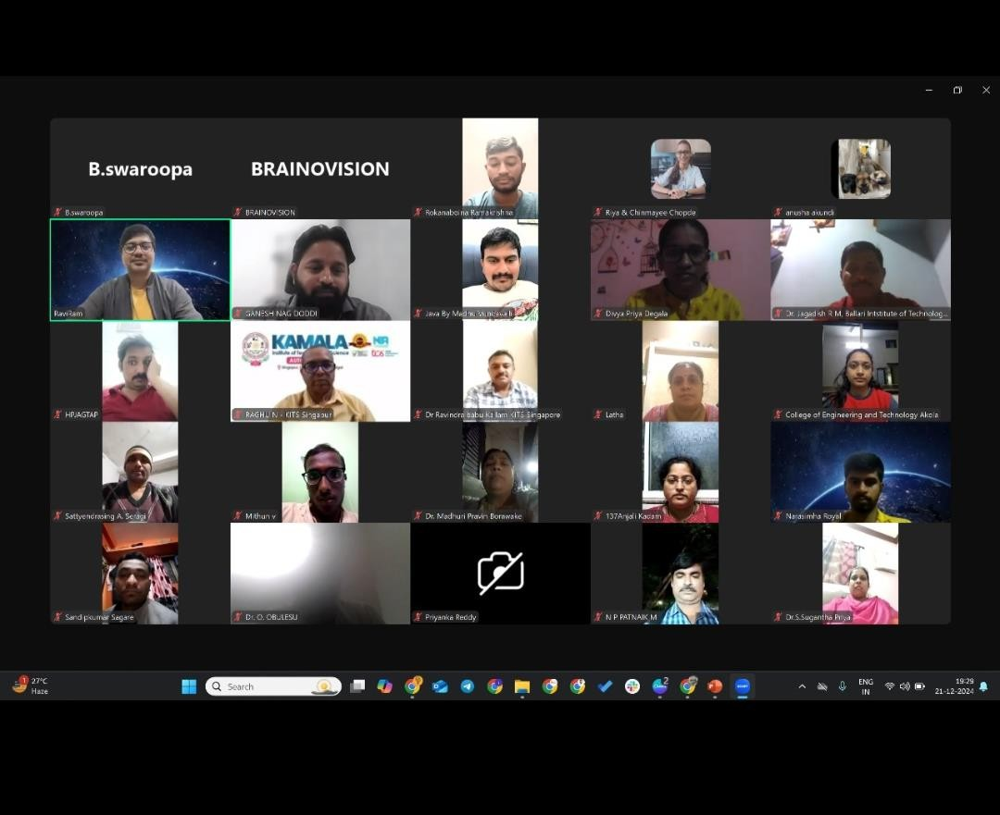 B.swaroopa
BRAINOVISION
B.swaroopa
BRAINOVISION
Rokanaboina Ramakrishna
Riya & Chinmayee Chopde
anusha akundi
RaviRam
GANESH NAG DODDI
Java By Madhu
Divya Priya Degala
Dr. Jagadish R M, Ballari Intstitute of Technolog...
KAMALA
HPJAGTAP
RAGHU N - KITS Singapur
Dr Ravindra babu Kallam KITS Singapore
Latha
College of Engineering and Technology Akola
Sattyendrasing A. Seragi
Mithun v
Dr. Madhuri Pravin Borawake
137Anjali Kadam
Narasimha Royal
Sandipkumar Sagare
Dr. O. OBULESU
Priyanka Reddy
N P PATNAIK M
Dr.S.Sugantha Priya
1
27°C
Haze
Search
2
ENG
IN
19:29
21-12-2024